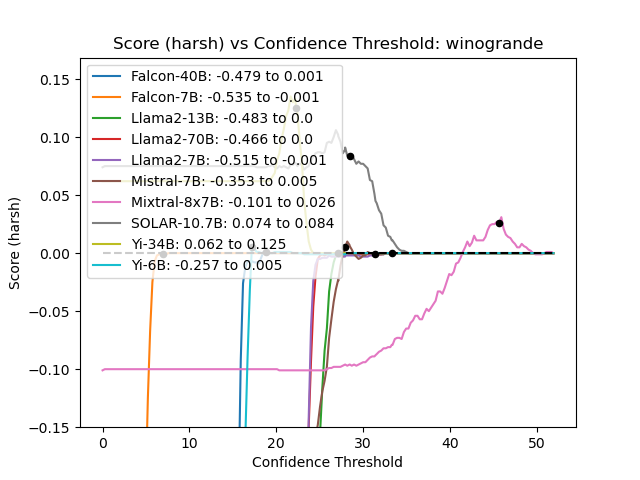 Score (harsh) vs Confidence Threshold: winogrande
Score (harsh)
0.15
0.10
0.05
0.00
−0.05
−0.10
−0.15
Falcon-40B: -0.479 to 0.001
Falcon-7B: -0.535 to -0.001
Llama2-13B: -0.483 to 0.0
Llama2-70B: -0.466 to 0.0
Llama2-7B: -0.515 to -0.001
Mistral-7B: -0.353 to 0.005
Mixtral-8x7B: -0.101 to 0.026
SOLAR-10.7B: 0.074 to 0.084
Yi-34B: 0.062 to 0.125
Yi-6B: -0.257 to 0.005
0 10 20 30 40 50
Confidence Threshold